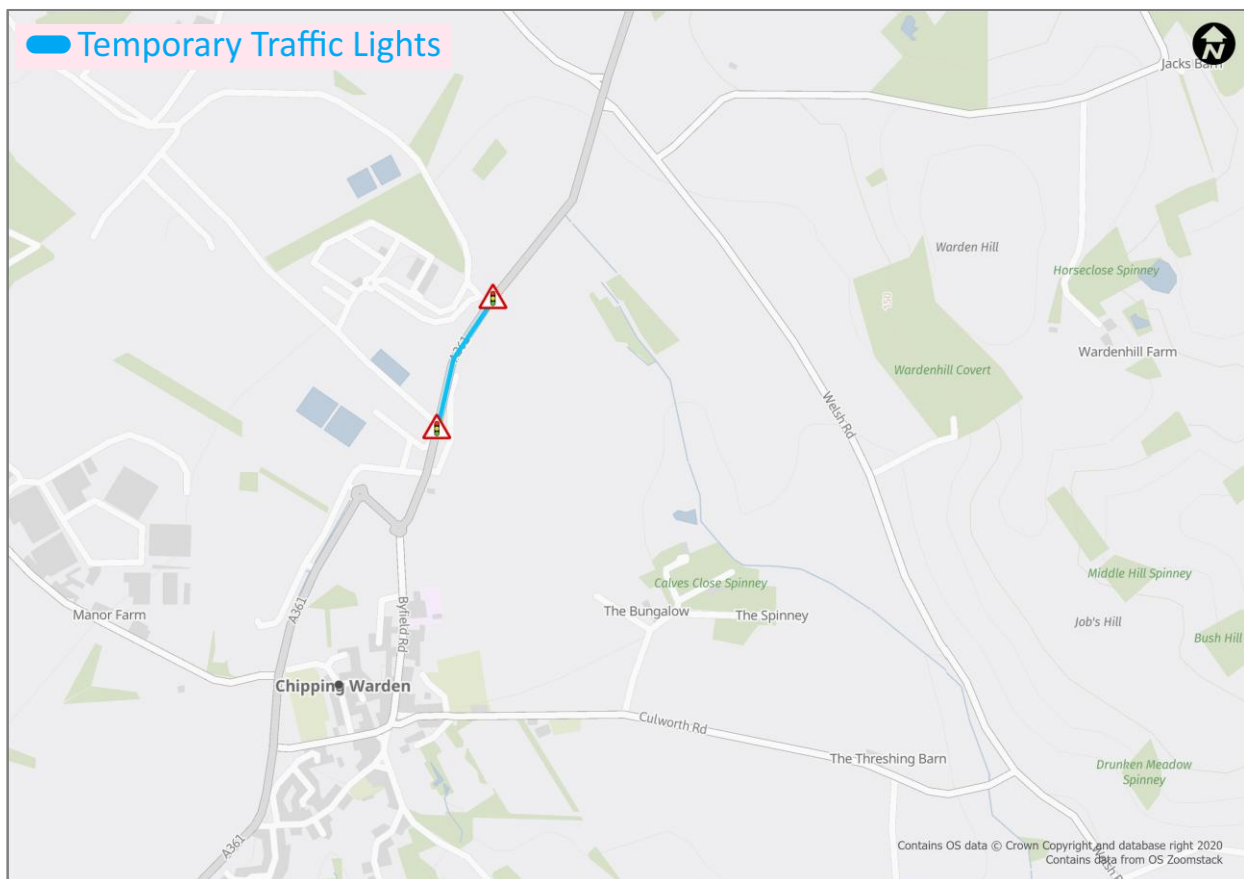 Temporary Traffic Lights
N
Jacks Barn
Warden Hill
Horseclose Spinney
150
A361
Wardenhill Farm
Wardenhill Covert
Welsh Rd
Calves Close Spinney
Middle Hill Spinney
Manor Farm
A361
Byfield Rd
The Bungalow
The Spinney
Job's Hill
Bush Hill
Chipping Warden
Culworth Rd
The Threshing Barn
Drunken Meadow
Spinney
A361
Contains OS data © Crown Copyright and database right 2020
Contains data from OS Zoomstack
Welsh